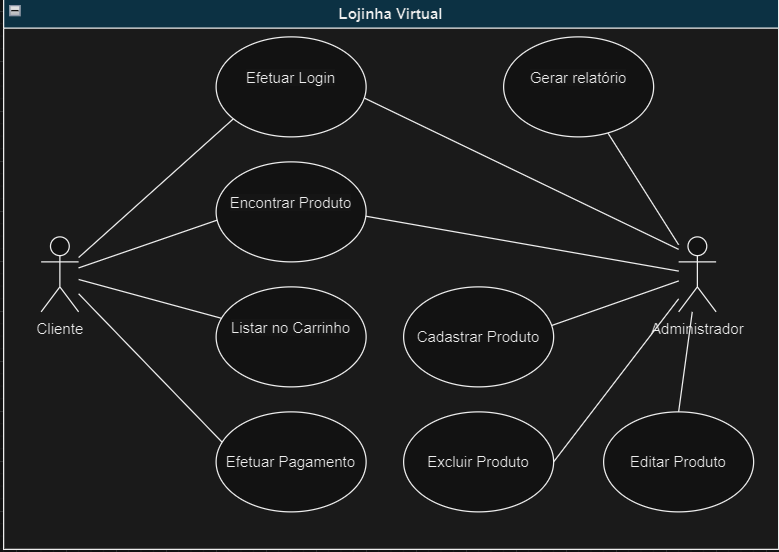 Lojinha Virtual
Efetuar Login
Gerar relatório
Encontrar Produto
Cliente
Listar no Carrinho
Cadastrar Produto
Administrador
Efetuar Pagamento
Excluir Produto
Editar Produto